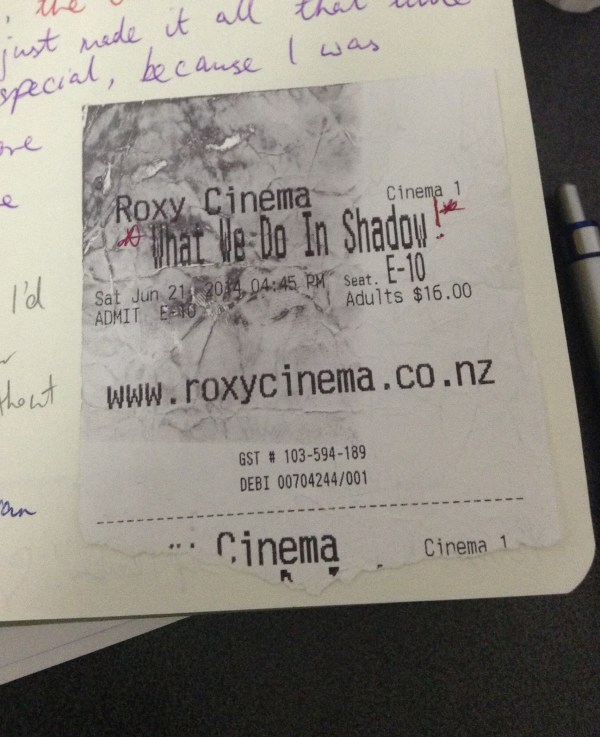 the
just made it all that
special, because I was
Roxy Cinema Cinema 1
What We Do In Shadow!
Sat Jun 21, 2014 04:45 PM Seat. E-10
ADMIT E-10 Adults $16.00
I'd
www.roxycinema.co.nz
GST # 103-594-189
DEBI 00704244/001
Cinema Cinema 1